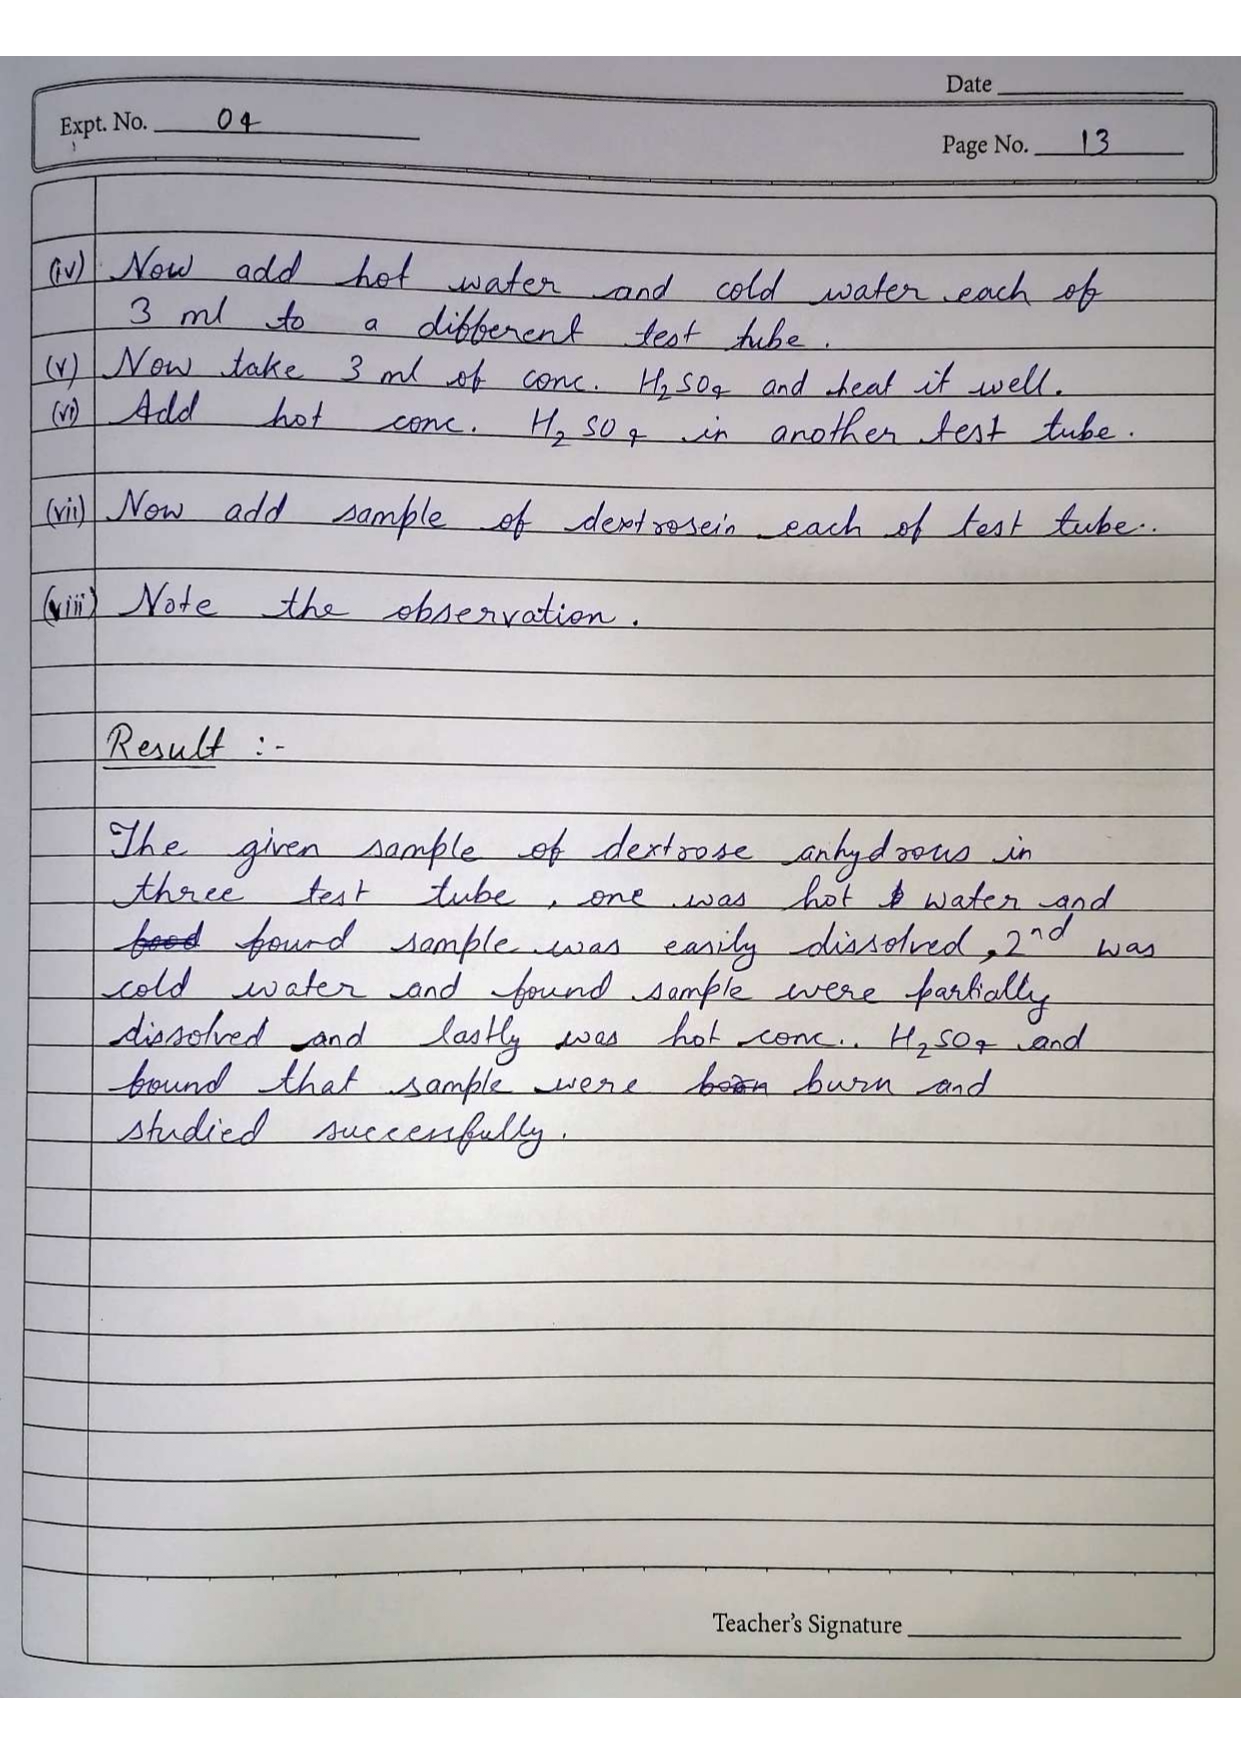 Date
Expt. No. 04
Page No. 13
(iv) Now add hot water and cold water each of
3 ml to a different test tube.
(v) Now take 3 ml of conc. H₂SO₄ and heat it well.
(vi) Add hot conc. H₂SO₄ in another test tube.
(vii) Now add sample of dextrosein each of test tube..
(viii) Note the observation.
Result :-
The given sample of dextrose anhydrous in
three test tube, one was hot water and
found sample was easily dissolved, 2nd was
cold water and found sample were partially
dissolved and lastly was hot conc.. H₂SO₄ and
found that sample were burn and
studied successfully.
Teacher's Signature